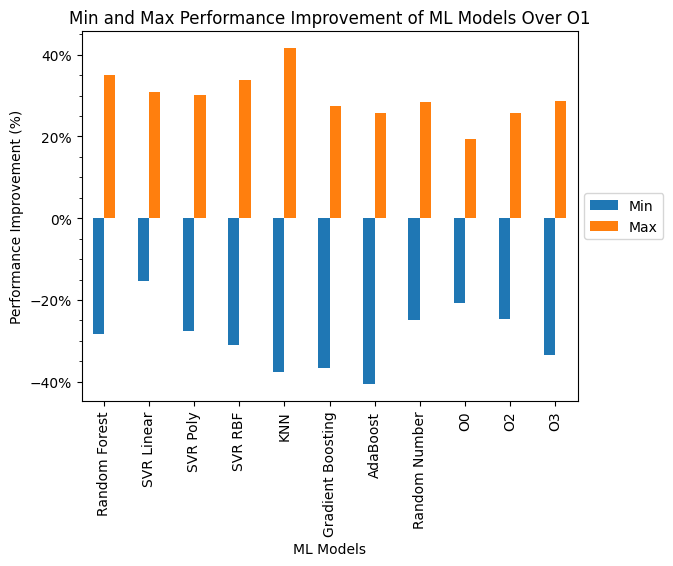 Min and Max Performance Improvement of ML Models Over O1
Performance Improvement (%)
40%
20%
0%
−20%
−40%
Min
Max
Random Forest
SVR Linear
SVR Poly
SVR RBF
KNN
Gradient Boosting
AdaBoost
Random Number
O0
O2
O3
ML Models